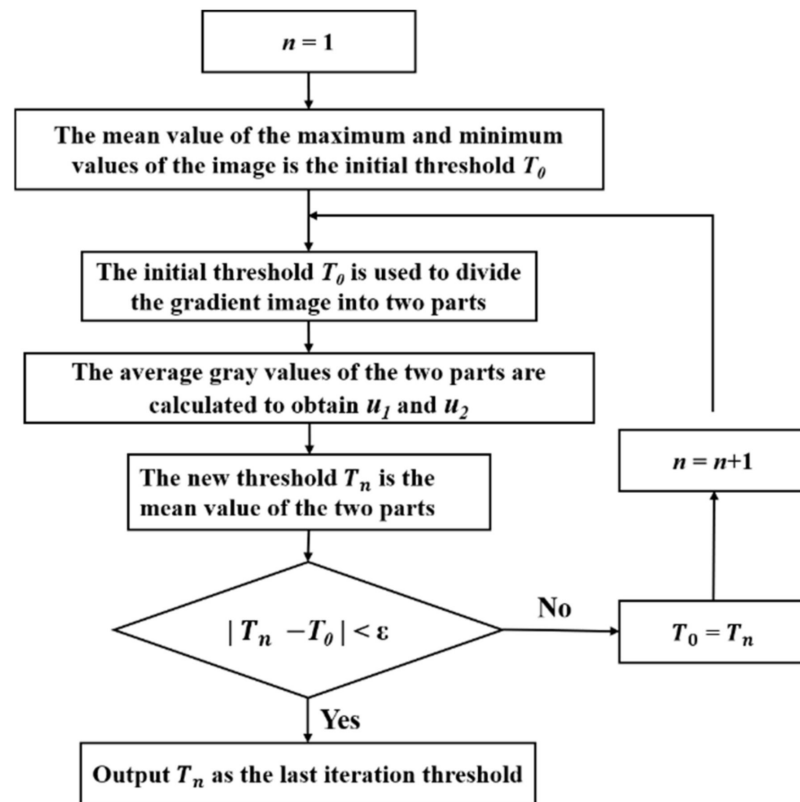 n = 1
The mean value of the maximum and minimum
values of the image is the initial threshold T₀
The initial threshold T₀ is used to divide
the gradient image into two parts
The average gray values of the two parts are
calculated to obtain u₁ and u₂
The new threshold Tₙ is the
mean value of the two parts
n = n+1
| Tₙ −T₀ | < ε
No
T₀ = Tₙ
Yes
Output Tₙ as the last iteration threshold